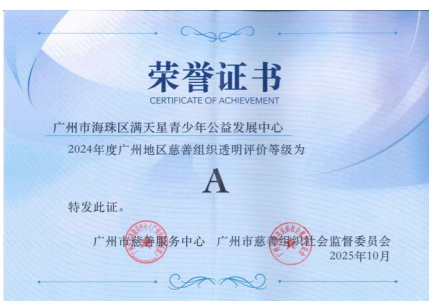 荣誉证书
CERTIFICATE OF ACHIEVEMENT
广州市海珠区满天星青少年公益发展中心
2024年度广州地区慈善组织透明评价等级为
A
特发此证。
广州市慈善服务中心 广州市慈善组织社会监督委员会
2025年10月